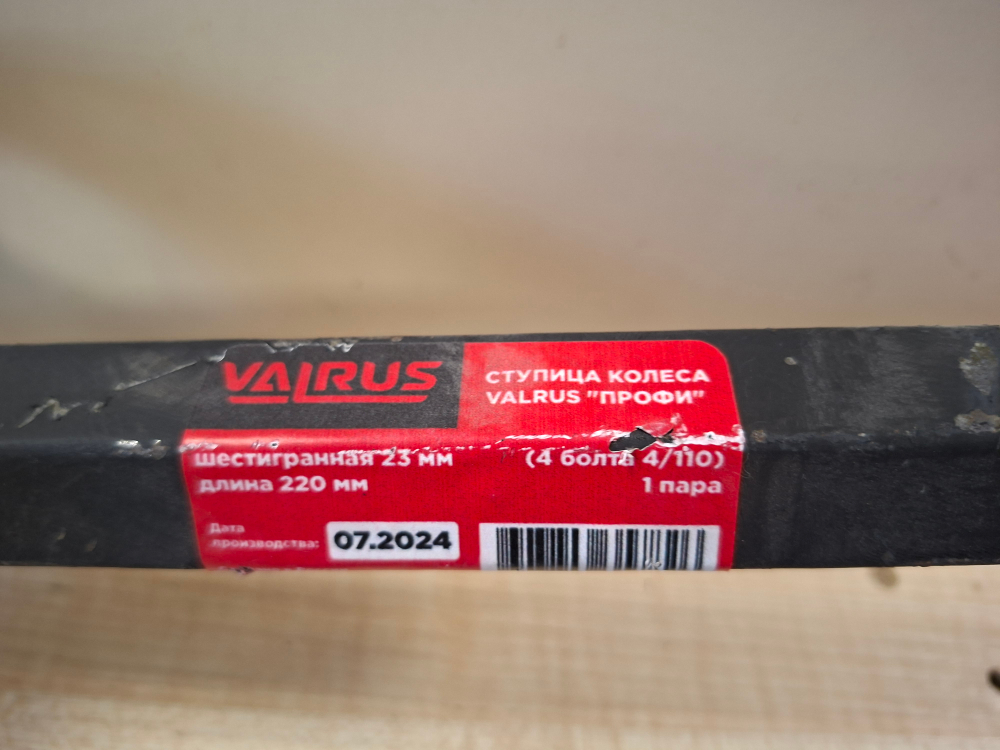 VALRUS
СТУПИЦА КОЛЕСА
VALRUS "ПРОФИ"
шестигранная 23 мм
(4 болта 4/110)
длина 220 мм
1 пара
Дата
производства:
07.2024